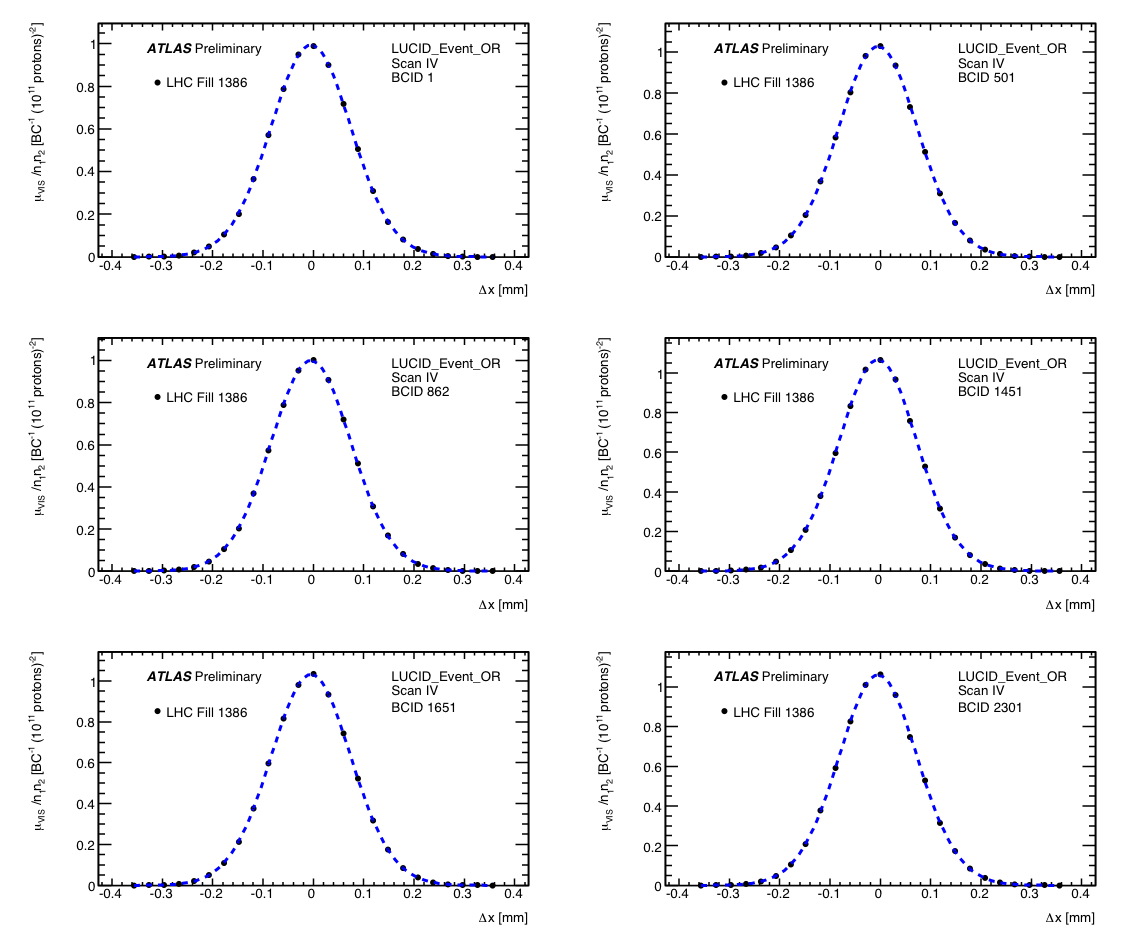 μVIS /n1n2 [BC-1 (10^11 protons)-2]
ATLAS Preliminary
LHC Fill 1386
LUCID_Event_OR
Scan IV
BCID 1
1
0.8
0.6
0.4
0.2
0
-0.4 -0.3 -0.2 -0.1 0 0.1 0.2 0.3 0.4
Δx [mm]
μVIS /n1n2 [BC-1 (10^11 protons)-2]
ATLAS Preliminary
LHC Fill 1386
LUCID_Event_OR
Scan IV
BCID 501
1
0.8
0.6
0.4
0.2
0
-0.4 -0.3 -0.2 -0.1 0 0.1 0.2 0.3 0.4
Δx [mm]
μVIS /n1n2 [BC-1 (10^11 protons)-2]
ATLAS Preliminary
LHC Fill 1386
LUCID_Event_OR
Scan IV
BCID 862
1
0.8
0.6
0.4
0.2
0
-0.4 -0.3 -0.2 -0.1 0 0.1 0.2 0.3 0.4
Δx [mm]
μVIS /n1n2 [BC-1 (10^11 protons)-2]
ATLAS Preliminary
LHC Fill 1386
LUCID_Event_OR
Scan IV
BCID 1451
1
0.8
0.6
0.4
0.2
0
-0.4 -0.3 -0.2 -0.1 0 0.1 0.2 0.3 0.4
Δx [mm]
μVIS /n1n2 [BC-1 (10^11 protons)-2]
ATLAS Preliminary
LHC Fill 1386
LUCID_Event_OR
Scan IV
BCID 1651
1
0.8
0.6
0.4
0.2
0
-0.4 -0.3 -0.2 -0.1 0 0.1 0.2 0.3 0.4
Δx [mm]
μVIS /n1n2 [BC-1 (10^11 protons)-2]
ATLAS Preliminary
LHC Fill 1386
LUCID_Event_OR
Scan IV
BCID 2301
1
0.8
0.6
0.4
0.2
0
-0.4 -0.3 -0.2 -0.1 0 0.1 0.2 0.3 0.4
Δx [mm]